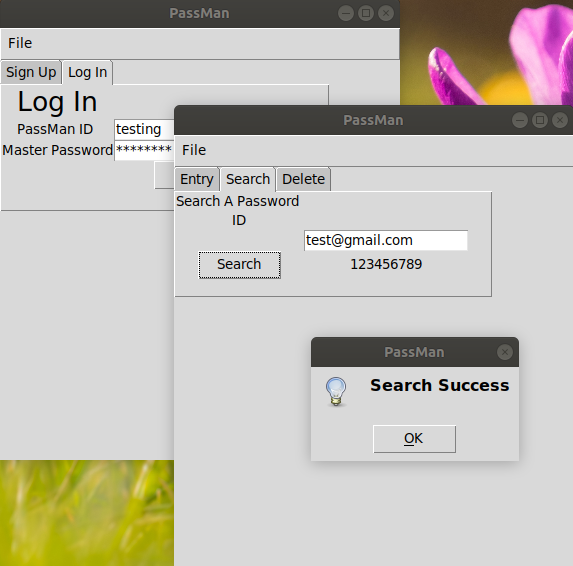 PassMan
File
Sign Up Log In
Log In
PassMan ID testing
Master Password ********
PassMan
File
Entry Search Delete
Search A Password
ID
test@gmail.com
Search 123456789
PassMan
Search Success
OK